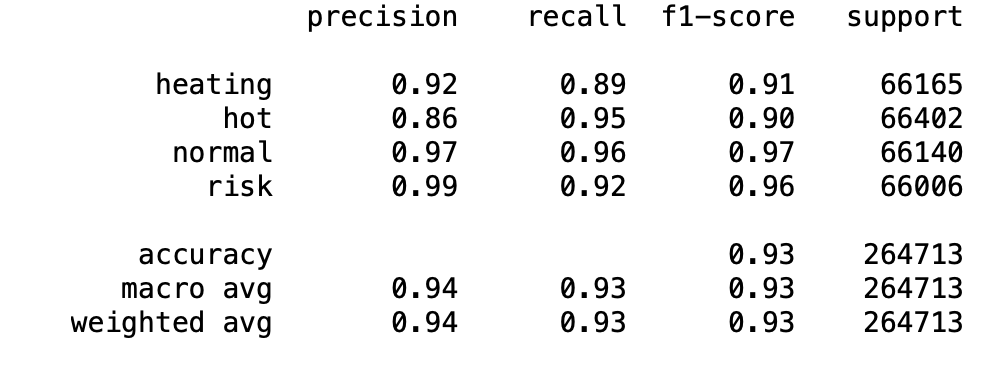 precision recall f1-score support
heating 0.92 0.89 0.91 66165
hot 0.86 0.95 0.90 66402
normal 0.97 0.96 0.97 66140
risk 0.99 0.92 0.96 66006
accuracy 0.93 264713
macro avg 0.94 0.93 0.93 264713
weighted avg 0.94 0.93 0.93 264713